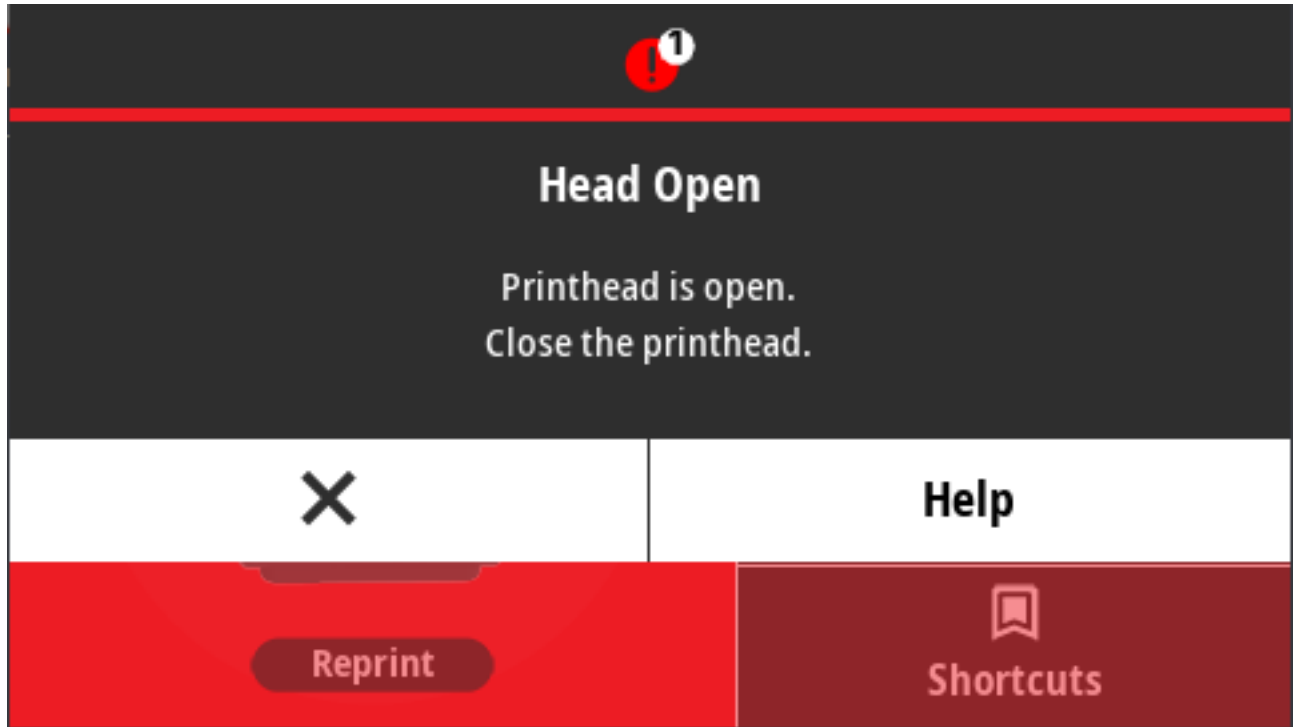 ! 1
Head Open
Printhead is open.
Close the printhead.
Help
Reprint
Shortcuts